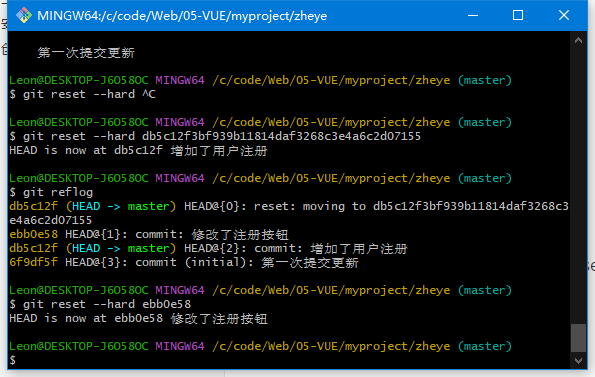 MINGW64:/c/code/Web/05-VUE/myproject/zheye
第一次提交更新
Leon@DESKTOP-J6058OC MINGW64 /c/code/Web/05-VUE/myproject/zheye (master)
$ git reset --hard ^C
Leon@DESKTOP-J6058OC MINGW64 /c/code/Web/05-VUE/myproject/zheye (master)
$ git reset --hard db5c12f3bf939b11814daf3268c3e4a6c2d07155
HEAD is now at db5c12f 增加了用户注册
Leon@DESKTOP-J6058OC MINGW64 /c/code/Web/05-VUE/myproject/zheye (master)
$ git reflog
db5c12f (HEAD -> master) HEAD@{0}: reset: moving to db5c12f3bf939b11814daf3268c3
e4a6c2d07155
ebb0e58 HEAD@{1}: commit: 修改了注册按钮
db5c12f (HEAD -> master) HEAD@{2}: commit: 增加了用户注册
6f9df5f HEAD@{3}: commit (initial): 第一次提交更新
Leon@DESKTOP-J6058OC MINGW64 /c/code/Web/05-VUE/myproject/zheye (master)
$ git reset --hard ebb0e58
HEAD is now at ebb0e58 修改了注册按钮
Leon@DESKTOP-J6058OC MINGW64 /c/code/Web/05-VUE/myproject/zheye (master)
$